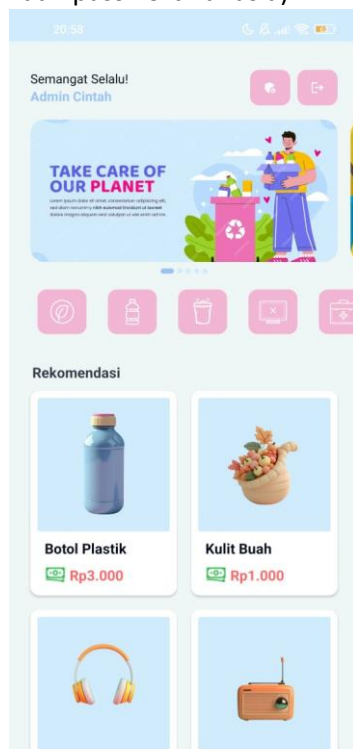 20:58
Semangat Selalu!
Admin Cintah
TAKE CARE OF
OUR PLANET
Rekomendasi
Botol Plastik
Kulit Buah
Rp3.000
Rp1.000